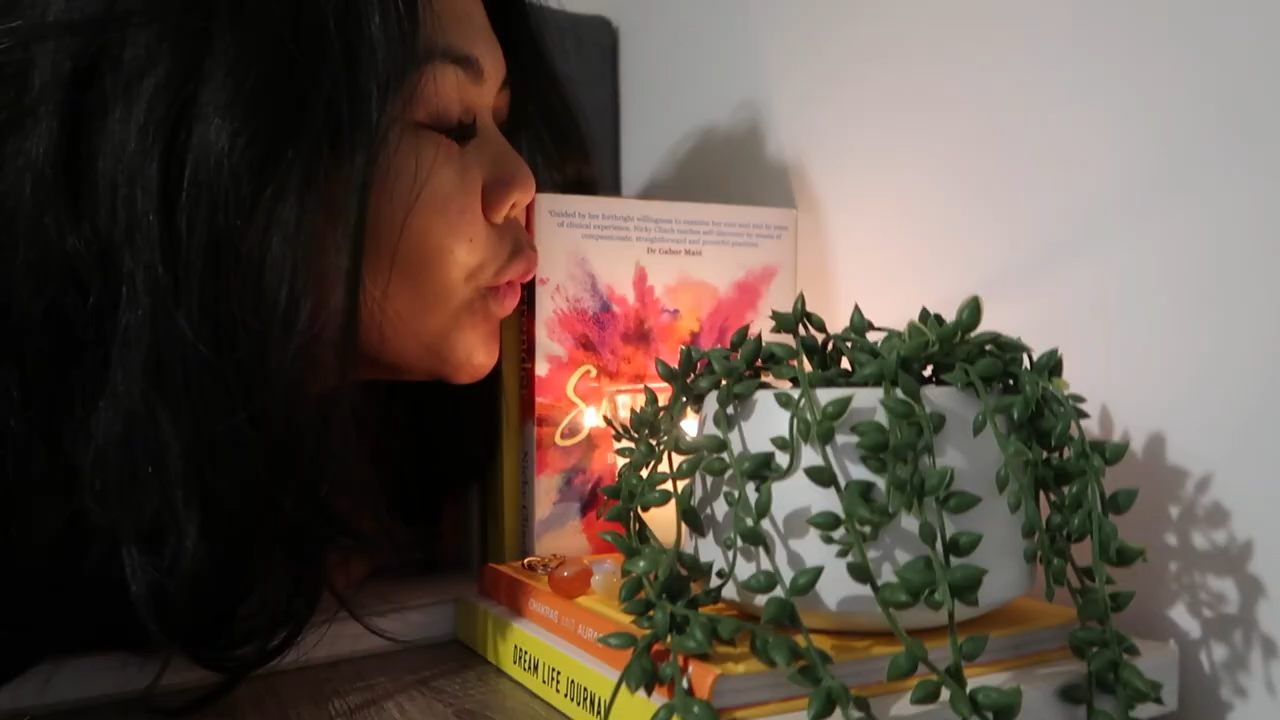 "Guided by her forthright willingness to examine her own soul and by years
of clinical experience, Nicky Clinch teaches self-discovery by means of
compassionate, straightforward and powerful practices.
Dr Gabor Maté
S
CHAKRAS and AURAS
DREAM LIFE JOURNAL